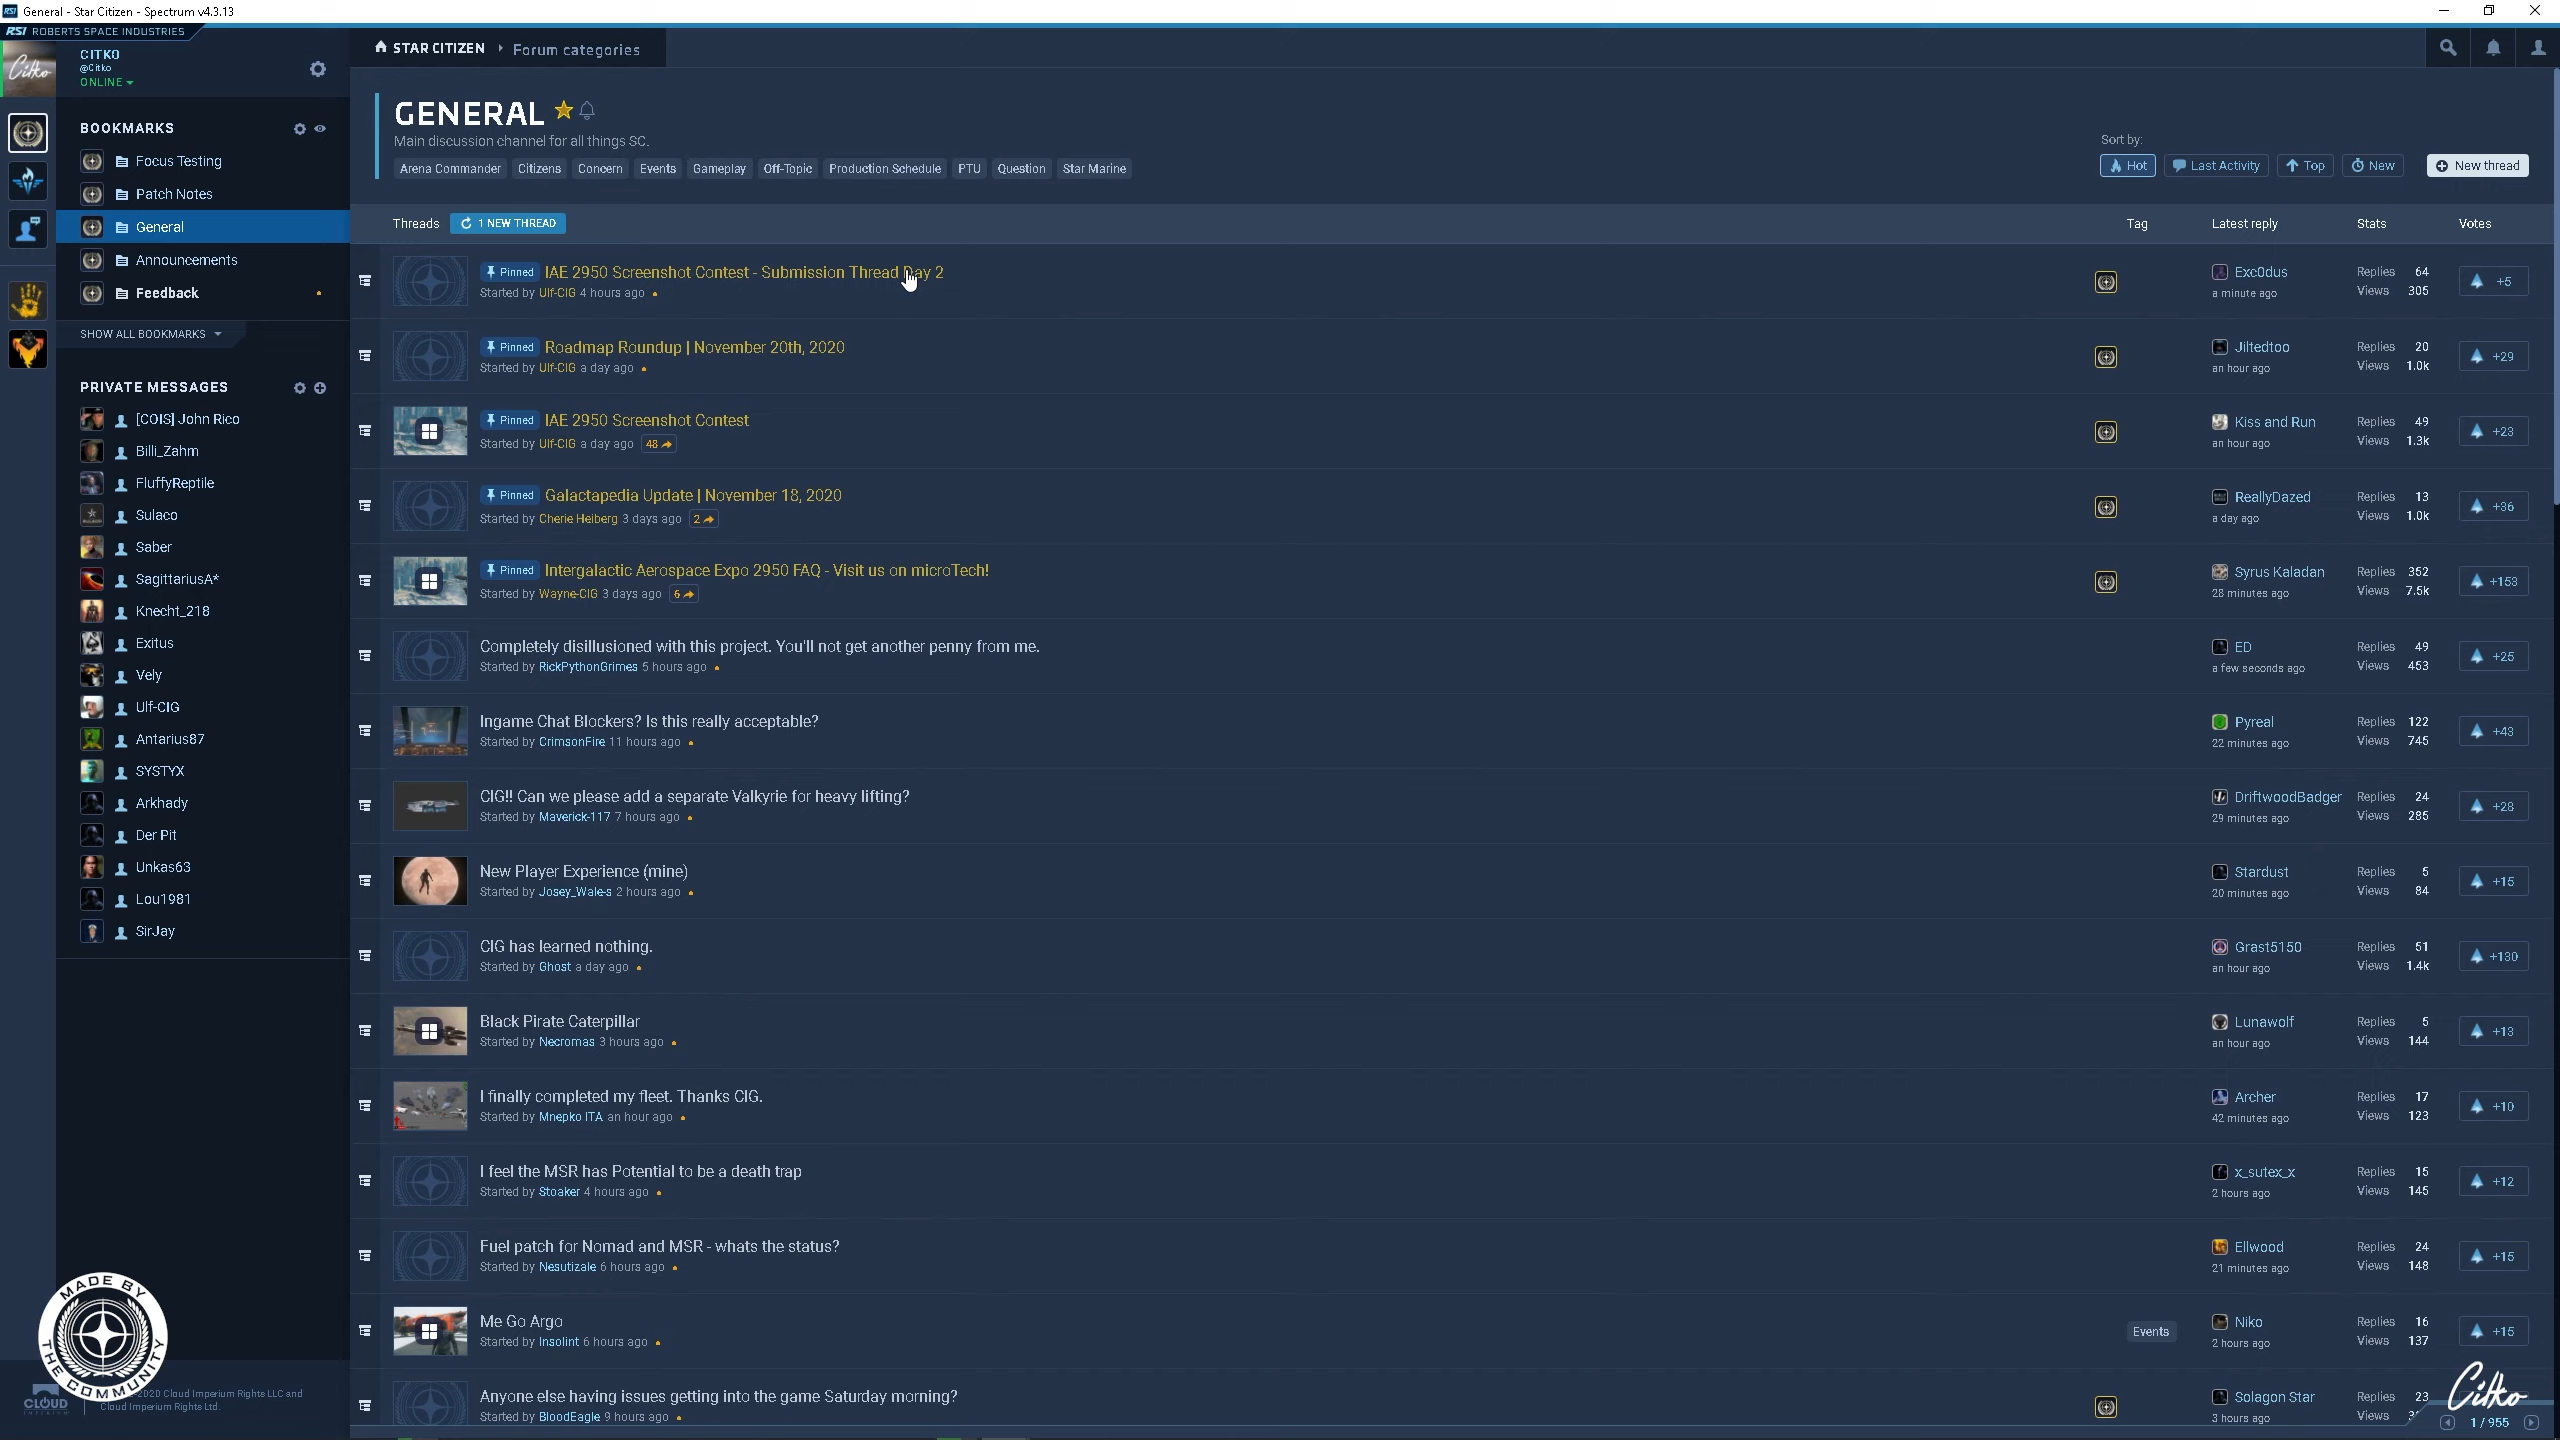 General - Star Citizen - Spectrum v4.3.13
RSI ROBERTS SPACE INDUSTRIES
CITKO
@Citko
ONLINE
STAR CITIZEN
Forum categories
BOOKMARKS
Focus Testing
Patch Notes
General
Announcements
Feedback
SHOW ALL BOOKMARKS
PRIVATE MESSAGES
[COIS] John Rico
Billi_Zahm
FluffyReptile
Sulaco
Saber
SagittariusA*
Knecht_218
Exitus
Vely
Ulf-CIG
Antarius87
SYSTYX
Arkhady
Der Pit
Unkas63
Lou1981
SirJay
MADE BY THE COMMUNITY
CLOUD
2020 Cloud Imperium Rights LLC and
Cloud Imperium Rights Ltd.
GENERAL
Main discussion channel for all things SC.
Arena Commander Citizens Concern Events Gameplay Off-Topic Production Schedule PTU Question Star Marine
Sort by:
Hot Last Activity Top New New thread
Threads 1 NEW THREAD Tag Latest reply Stats Votes
Pinned IAE 2950 Screenshot Contest - Submission Thread Day 2 Exc0dus Replies 64
Started by Ulf-CIG 4 hours ago a minute ago Views 305 +5
Pinned Roadmap Roundup | November 20th, 2020 Jiltedtoo Replies 20
Started by Ulf-CIG a day ago an hour ago Views 1.0k +29
Pinned IAE 2950 Screenshot Contest Kiss and Run Replies 49
Started by Ulf-CIG a day ago 48 an hour ago Views 1.3k +23
Pinned Galactapedia Update | November 18, 2020 ReallyDazed Replies 13
Started by Cherie Heiberg 3 days ago 2 a day ago Views 1.0k +36
Pinned Intergalactic Aerospace Expo 2950 FAQ - Visit us on microTech! Syrus Kaladan Replies 352
Started by Wayne-CIG 3 days ago 6 28 minutes ago Views 7.5k +153
Completely disillusioned with this project. You'll not get another penny from me. ED Replies 49
Started by RickPythonGrimes 5 hours ago a few seconds ago Views 453 +25
Ingame Chat Blockers? Is this really acceptable? Pyreal Replies 122
Started by CrimsonFire 11 hours ago 22 minutes ago Views 745 +43
CIG!! Can we please add a separate Valkyrie for heavy lifting? DriftwoodBadger Replies 24
Started by Maverick-117 7 hours ago 29 minutes ago Views 285 +28
New Player Experience (mine) Stardust Replies 5
Started by Josey_Wale-s 2 hours ago 20 minutes ago Views 84 +15
CIG has learned nothing. Grast5150 Replies 51
Started by Ghost a day ago an hour ago Views 1.4k +130
Black Pirate Caterpillar Lunawolf Replies 5
Started by Necromas 3 hours ago an hour ago Views 144 +13
I finally completed my fleet. Thanks CIG. Archer Replies 17
Started by Mnepko ITA an hour ago 42 minutes ago Views 123 +10
I feel the MSR has Potential to be a death trap x_sutex_x Replies 15
Started by Stoaker 4 hours ago 2 hours ago Views 145 +12
Fuel patch for Nomad and MSR - whats the status? Ellwood Replies 24
Started by Nesutizale 6 hours ago 21 minutes ago Views 148 +15
Me Go Argo Events Niko Replies 16
Started by Insolint 6 hours ago 2 hours ago Views 137 +15
Anyone else having issues getting into the game Saturday morning? Solagon Star Replies 23
Started by BloodEagle 9 hours ago 3 hours ago Views
Citko
1 / 955